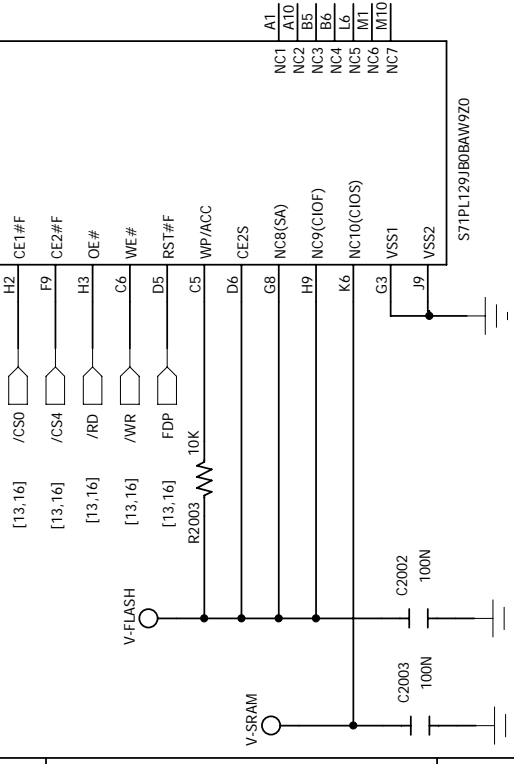 A1
A10
B5
B6
L6
M1
M10
NC1
NC2
NC3
NC4
NC5
NC6
NC7
S71PL129JB0BAW9Z0
CE1#F
CE2#F
OE#
WE#
RST#F
WP/ACC
CE2S
NC8(SA)
NC9(CIOF)
NC10(CIOS)
VSS1
VSS2
H2
F9
H3
C6
D5
C5
D6
G8
H9
K6
G3
J9
/CS0
/CS4
/RD
/WR
FDP
[13,16]
[13,16]
[13,16]
[13,16]
[13,16]
10K
R2003
V-FLASH
C2002
100N
V-SRAM
C2003
100N